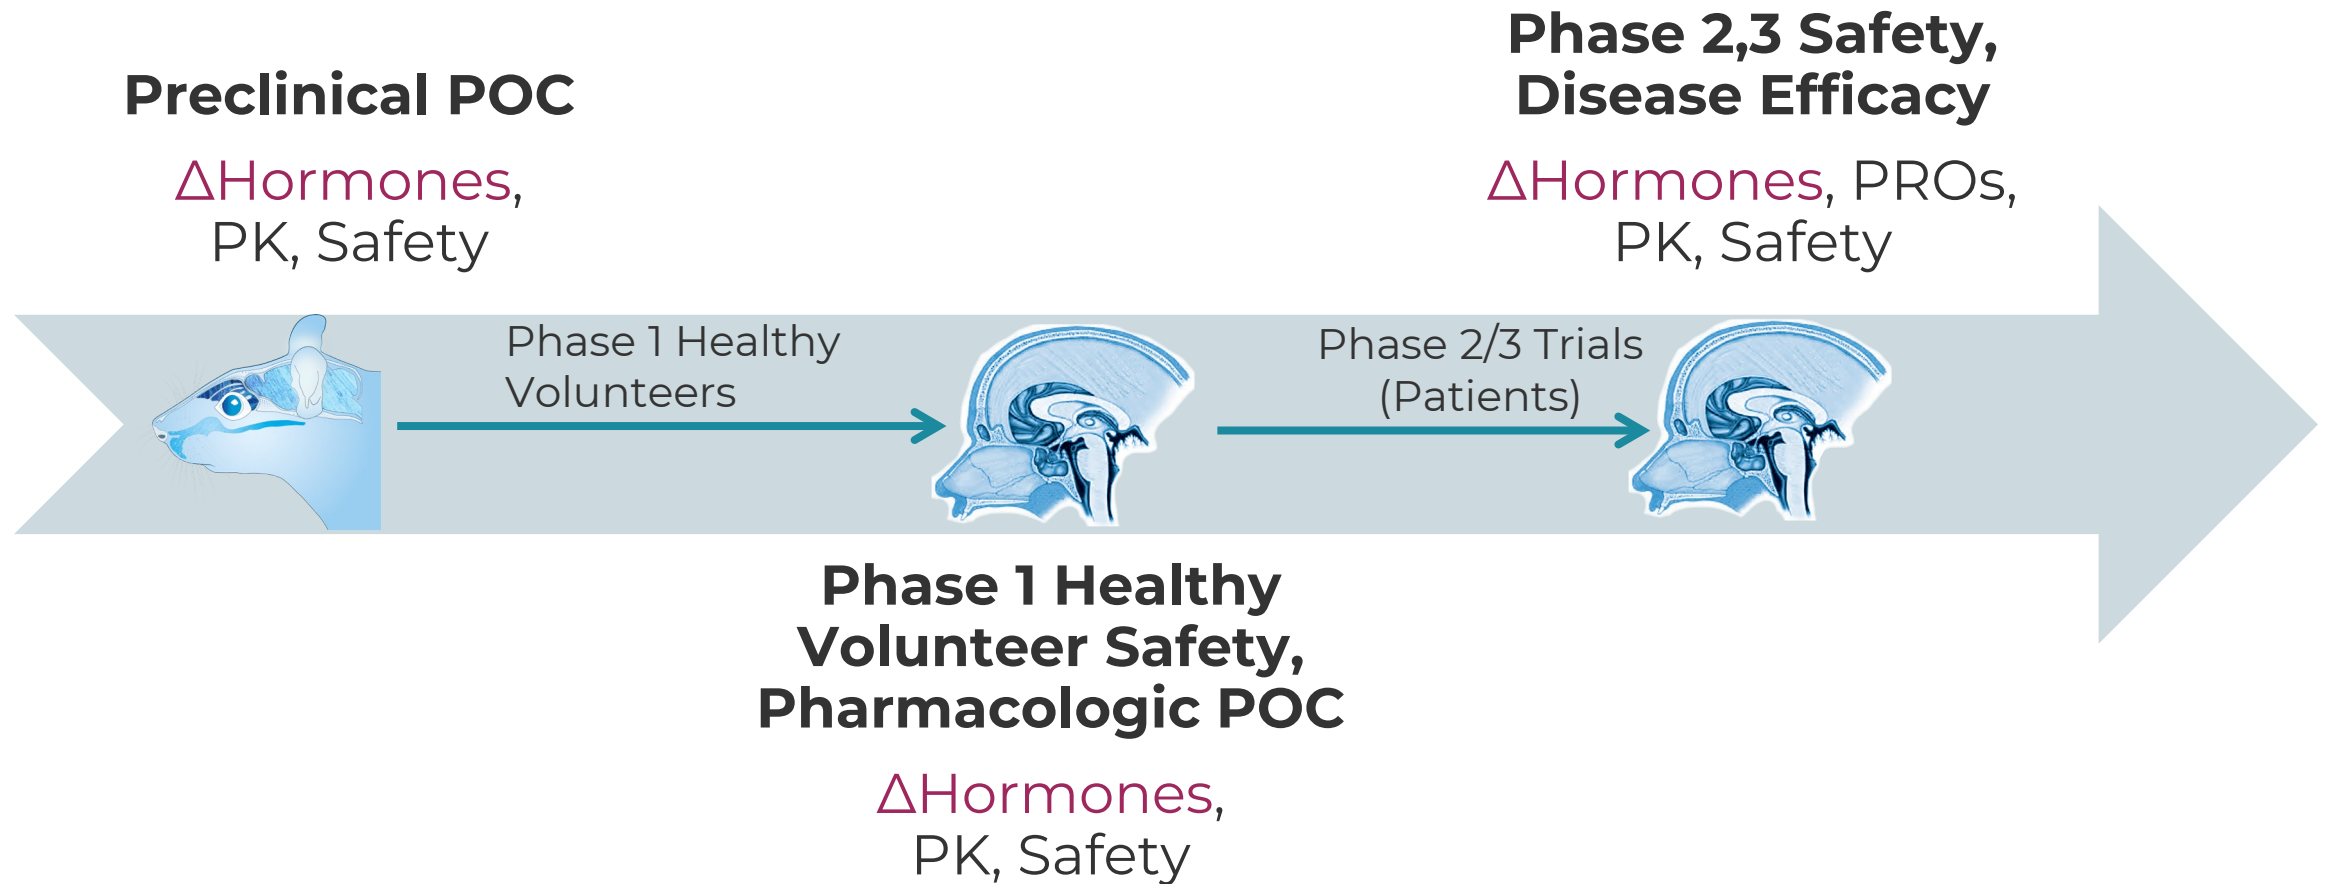 Preclinical POC
ΔHormones,
PK, Safety
Phase 1 Healthy
Volunteers
Phase 1 Healthy
Volunteer Safety,
Pharmacologic POC
ΔHormones,
PK, Safety
Phase 2/3 Trials
(Patients)
Phase 2,3 Safety,
Disease Efficacy
ΔHormones, PROs,
PK, Safety